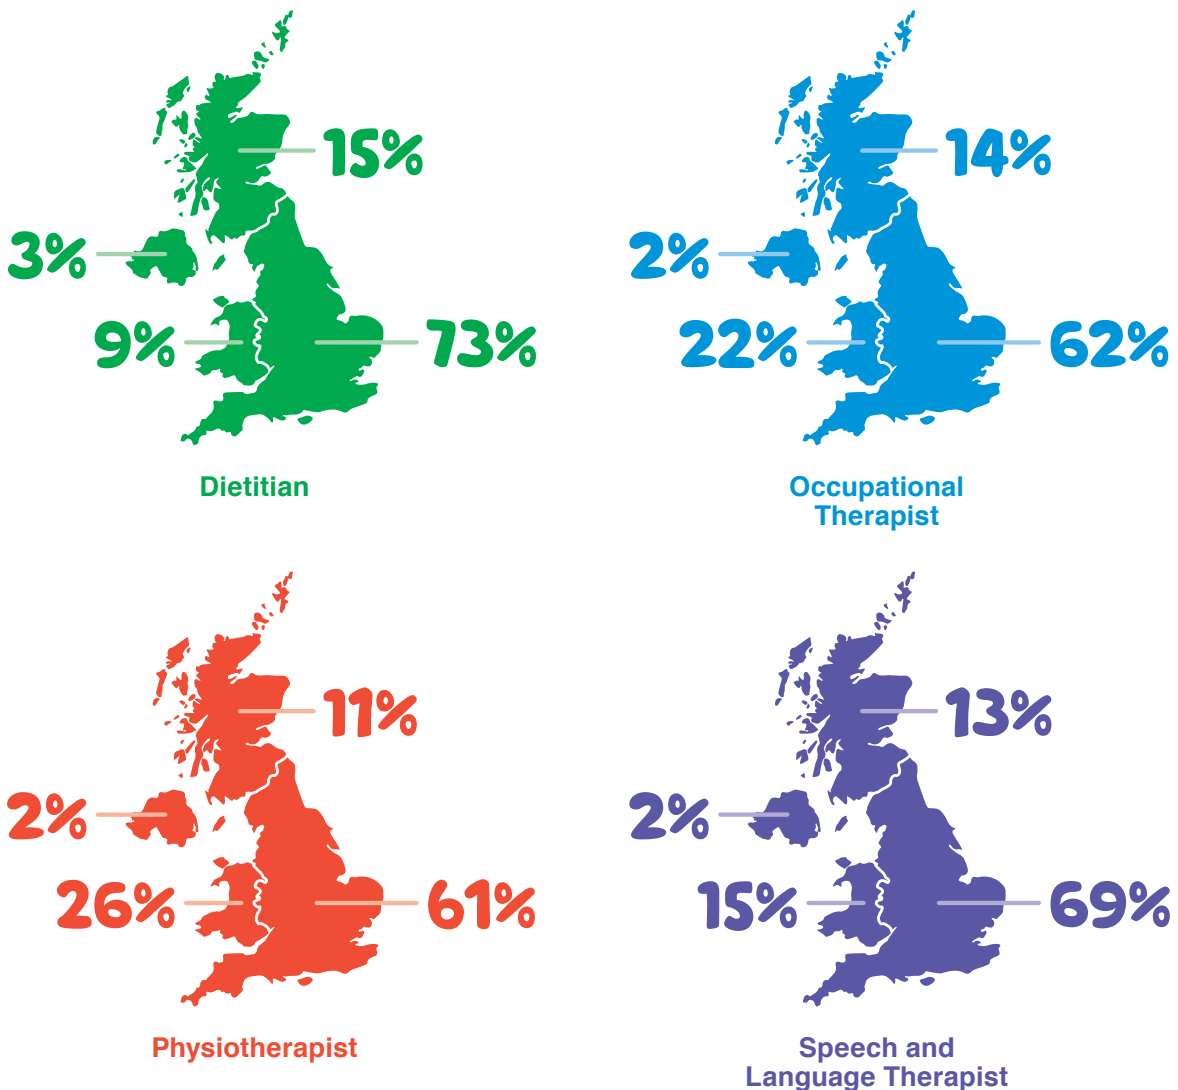 15%
3%
9%
73%
Dietitian
14%
2%
22%
62%
Occupational
Therapist
11%
2%
26%
61%
Physiotherapist
13%
2%
15%
69%
Speech and
Language Therapist